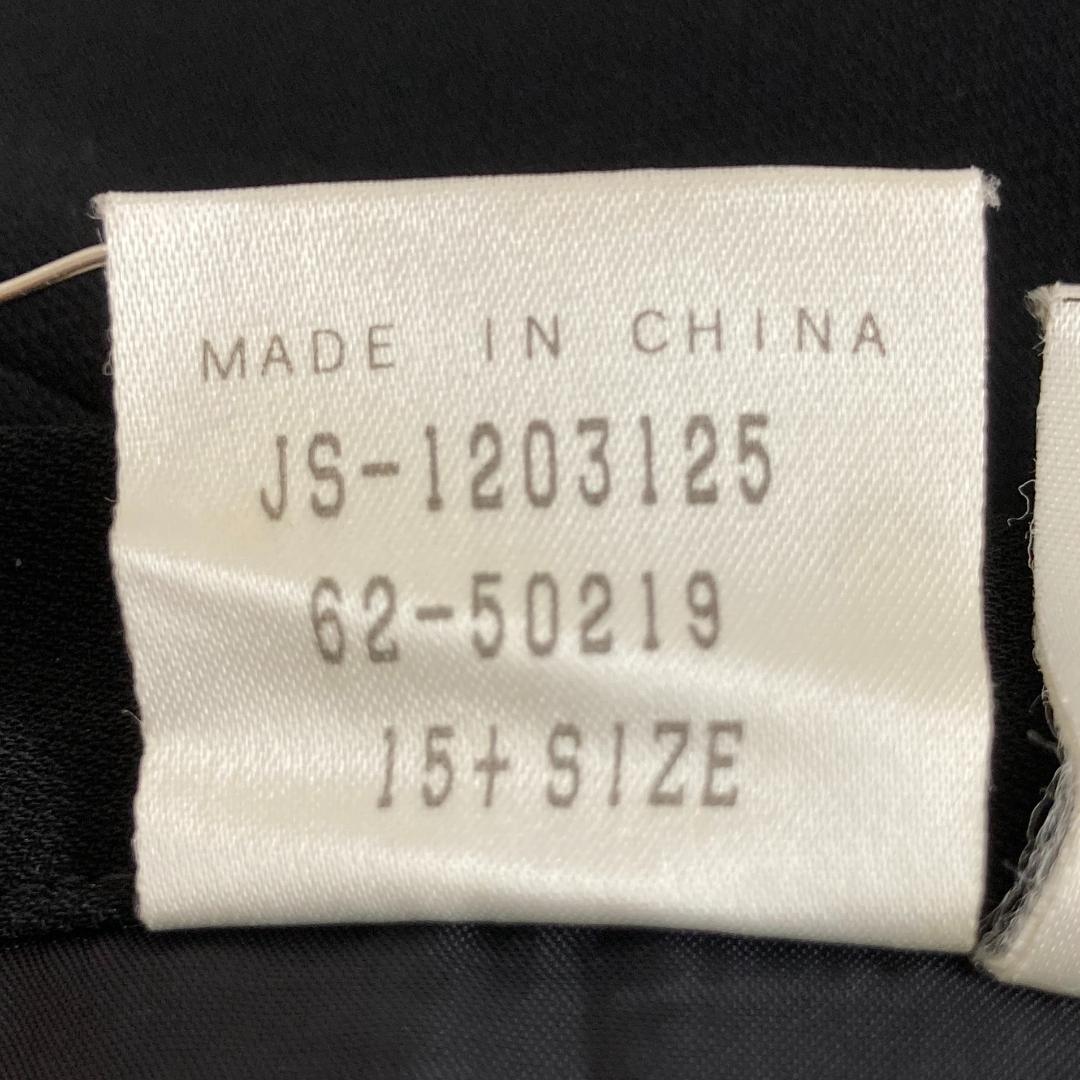 MADE IN CHINA
JS-1203125
62-50219
15+ SIZE